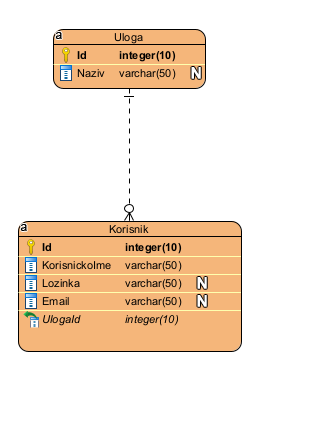 a
Uloga
Id integer(10)
Naziv varchar(50) N
a
Korisnik
Id integer(10)
KorisnickoIme varchar(50)
Lozinka varchar(50) N
Email varchar(50) N
UlogaId integer(10)